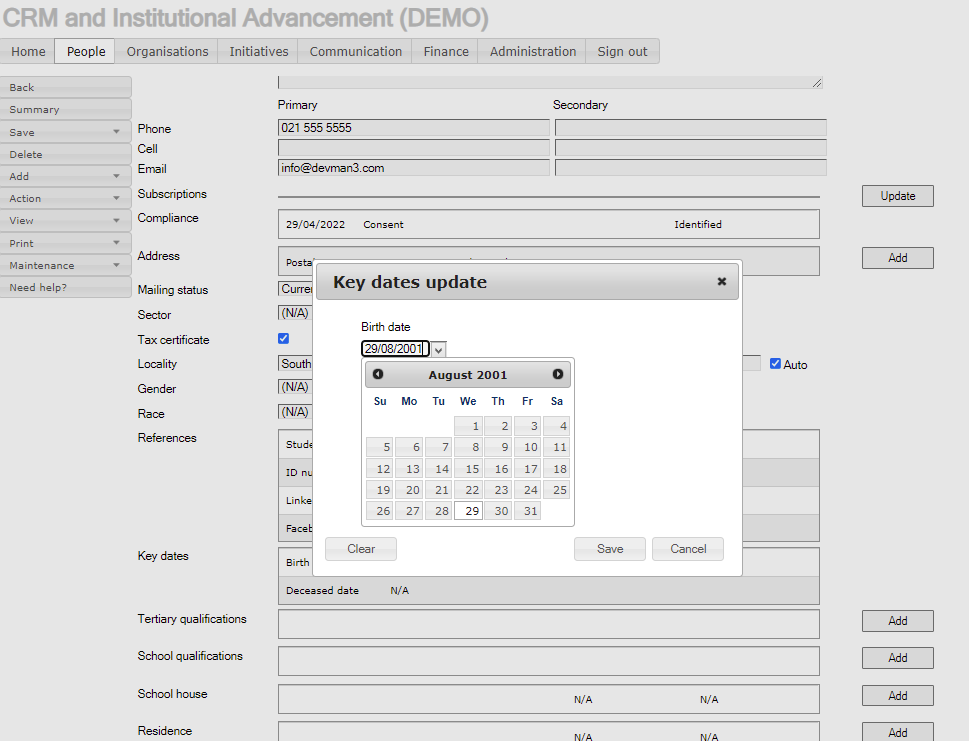 CRM and Institutional Advancement (DEMO)
Home People Organisations Initiatives Communication Finance Administration Sign out
Back
Summary
Save
Delete
Add
Action
View
Print
Maintenance
Need help?
Primary Secondary
Phone 021 555 5555
Cell
Email info@devman3.com
Subscriptions Update
Compliance 29/04/2022 Consent Identified
Address Add
Mailing status
Sector (N/A)
Tax certificate
Locality South Auto
Gender (N/A)
Race (N/A)
References
ID nu
Key dates Birth
Deceased date N/A
Tertiary qualifications Add
School qualifications Add
School house N/A N/A Add
Residence N/A N/A Add
Key dates update
Birth date
29/08/2001
August 2001
Su Mo Tu We Th Fr Sa
1 2 3 4
5 6 7 8 9 10 11
12 13 14 15 16 17 18
19 20 21 22 23 24 25
26 27 28 29 30 31
Clear Save Cancel